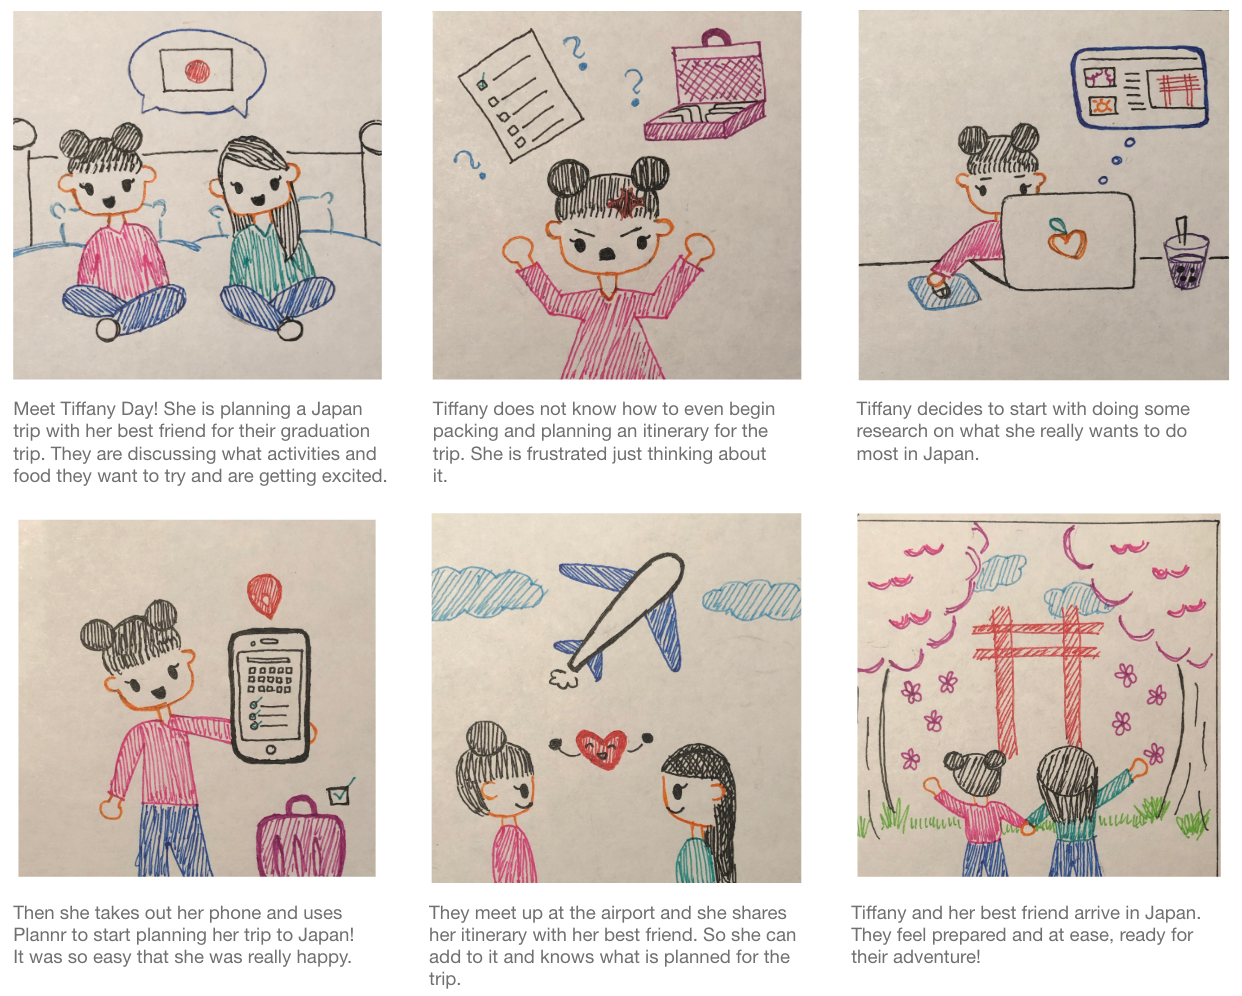 Meet Tiffany Day! She is planning a Japan
trip with her best friend for their graduation
trip. They are discussing what activities and
food they want to try and are getting excited.
Tiffany does not know how to even begin
packing and planning an itinerary for the
trip. She is frustrated just thinking about
it.
Tiffany decides to start with doing some
research on what she really wants to do
most in Japan.
Then she takes out her phone and uses
Plannr to start planning her trip to Japan!
It was so easy that she was really happy.
They meet up at the airport and she shares
her itinerary with her best friend. So she can
add to it and knows what is planned for the
trip.
Tiffany and her best friend arrive in Japan.
They feel prepared and at ease, ready for
their adventure!